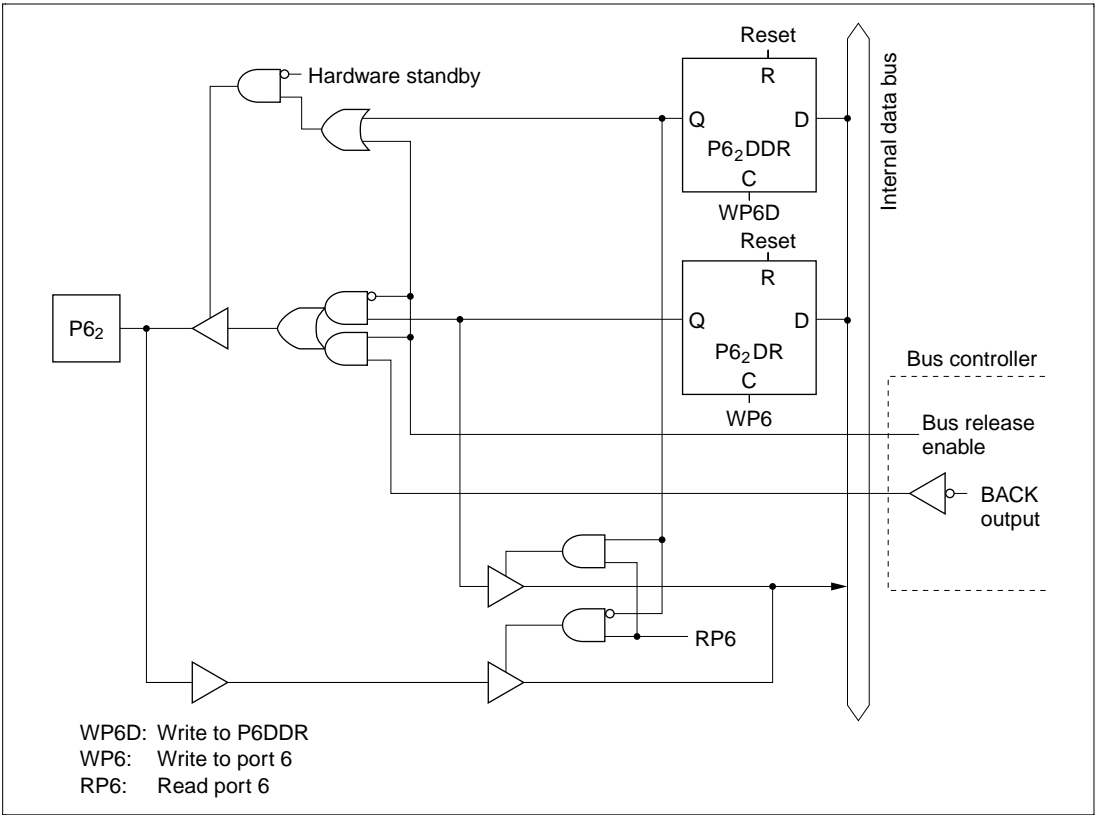 Reset
Hardware standby
R
Q
D
P6₂DDR
C
WP6D
Internal data bus
Reset
R
P6₂
Q
D
P6₂DR
C
WP6
Bus controller
Bus release
enable
BACK
output
RP6
WP6D: Write to P6DDR
WP6: Write to port 6
RP6: Read port 6